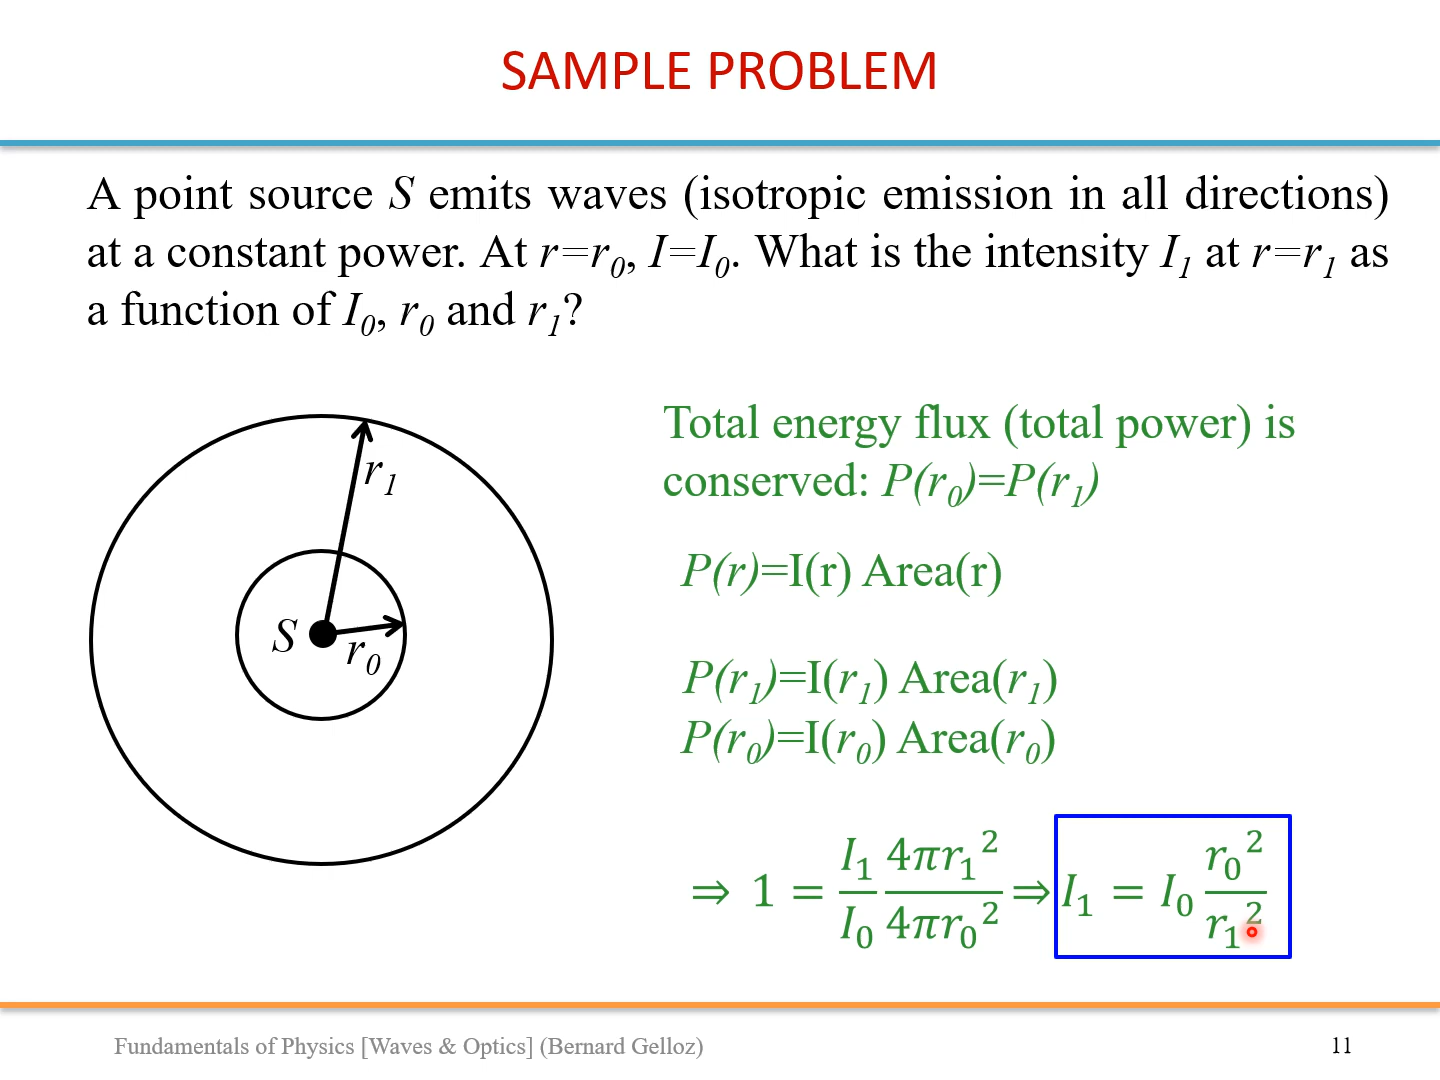 SAMPLE PROBLEM
A point source S emits waves (isotropic emission in all directions)
at a constant power. At r=r₀, I=I₀. What is the intensity I₁ at r=r₁ as
a function of I₀, r₀ and r₁?
r₁
S
r₀
Total energy flux (total power) is
conserved: P(r₀)=P(r₁)
P(r)=I(r) Area(r)
P(r₁)=I(r₁) Area(r₁)
P(r₀)=I(r₀) Area(r₀)
⇒ 1 = I₁/I₀ 4πr₁²/4πr₀² ⇒ I₁ = I₀ r₀²/r₁²
Fundamentals of Physics [Waves & Optics] (Bernard Gelloz)
11